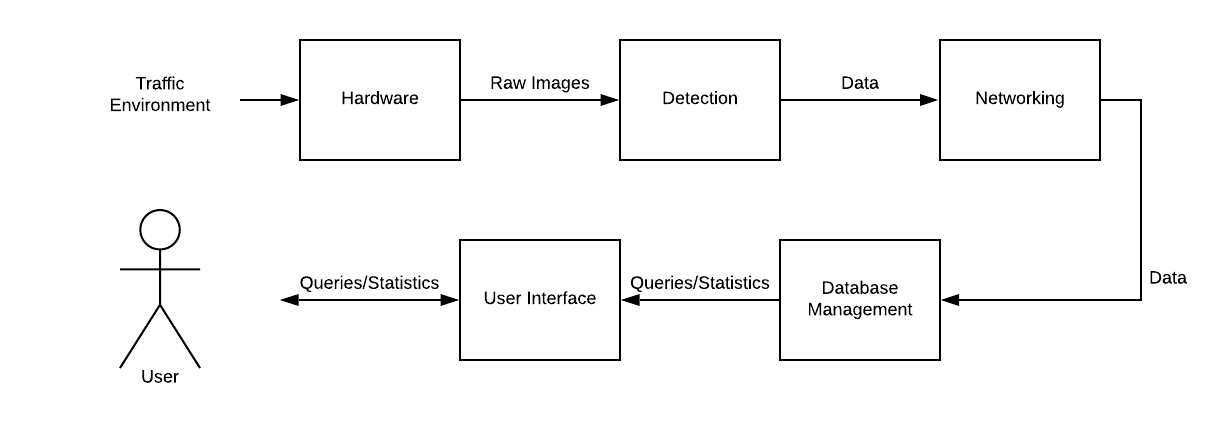 Traffic
Environment
Hardware
Raw Images
Detection
Data
Networking
Data
Database
Management
Queries/Statistics
User Interface
Queries/Statistics
User